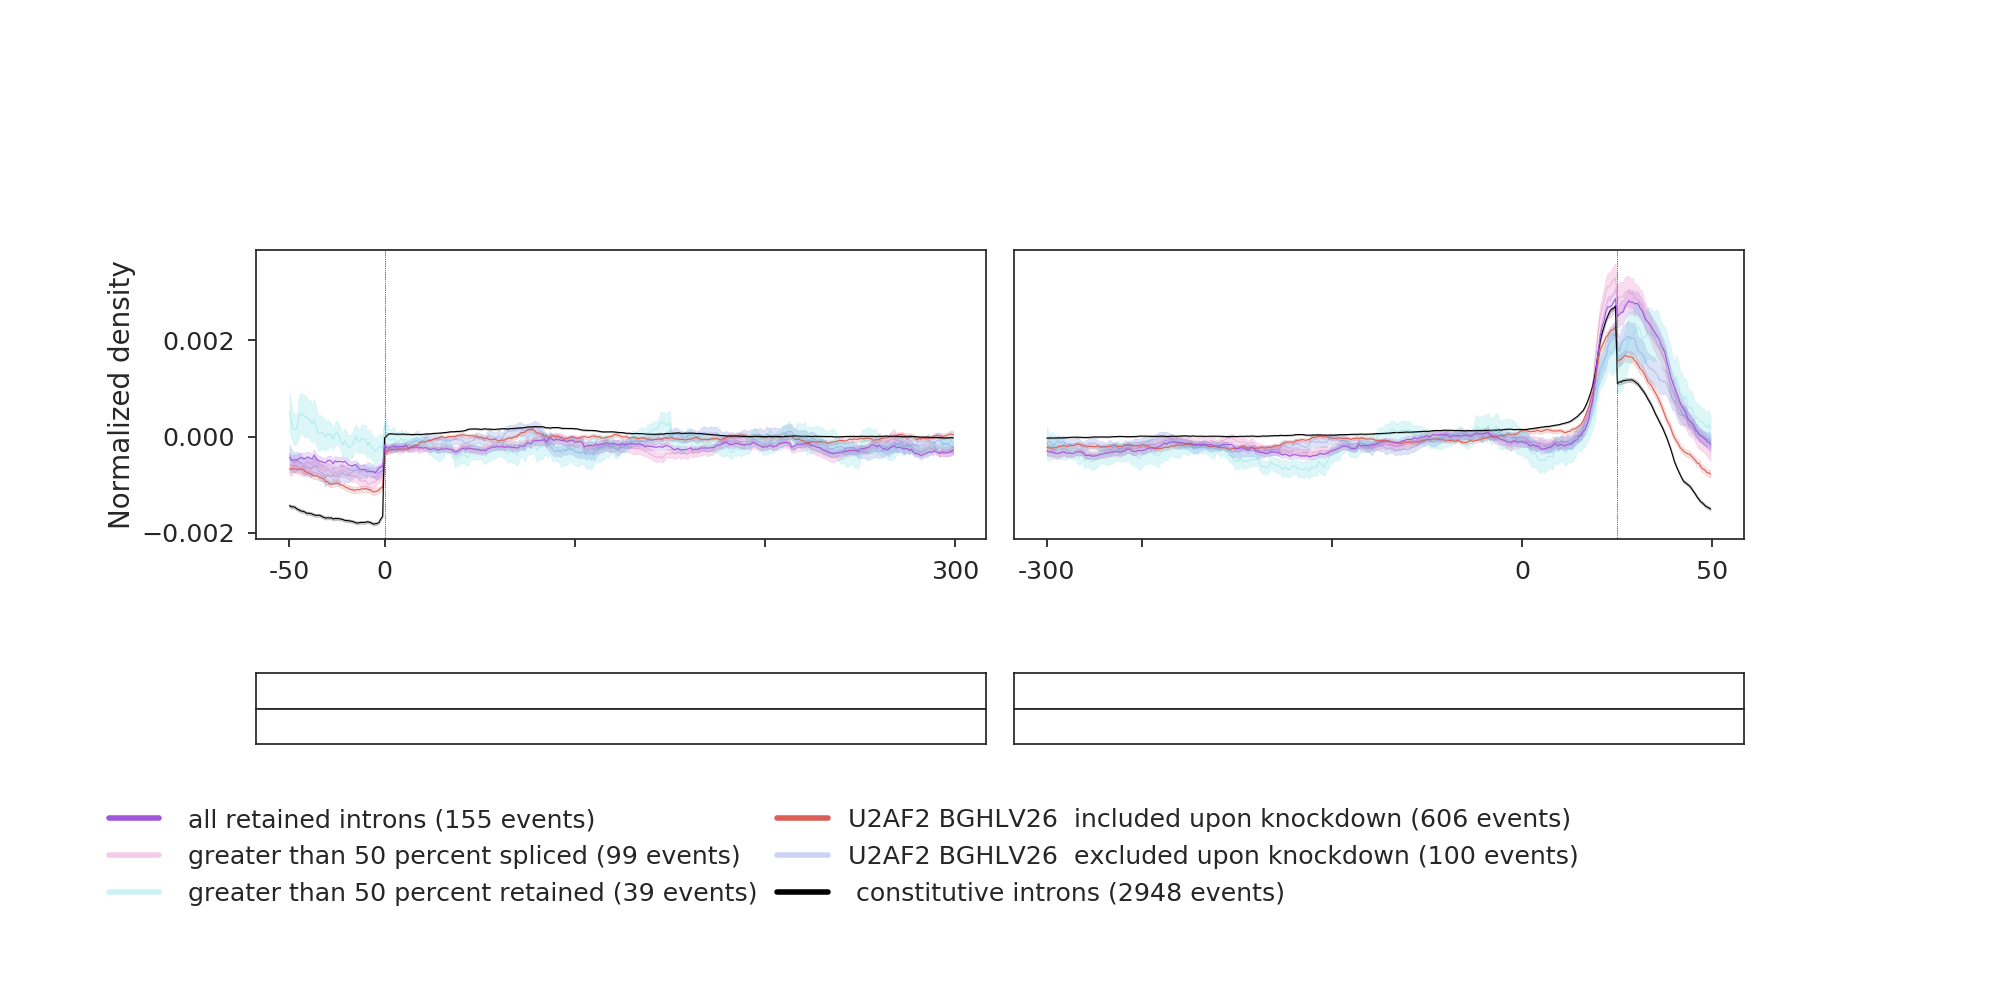 Normalized density
0.002
0.000
−0.002
-50 0 300 -300 0 50
all retained introns (155 events)
greater than 50 percent spliced (99 events)
greater than 50 percent retained (39 events)
U2AF2 BGHLV26  included upon knockdown (606 events)
U2AF2 BGHLV26  excluded upon knockdown (100 events)
constitutive introns (2948 events)